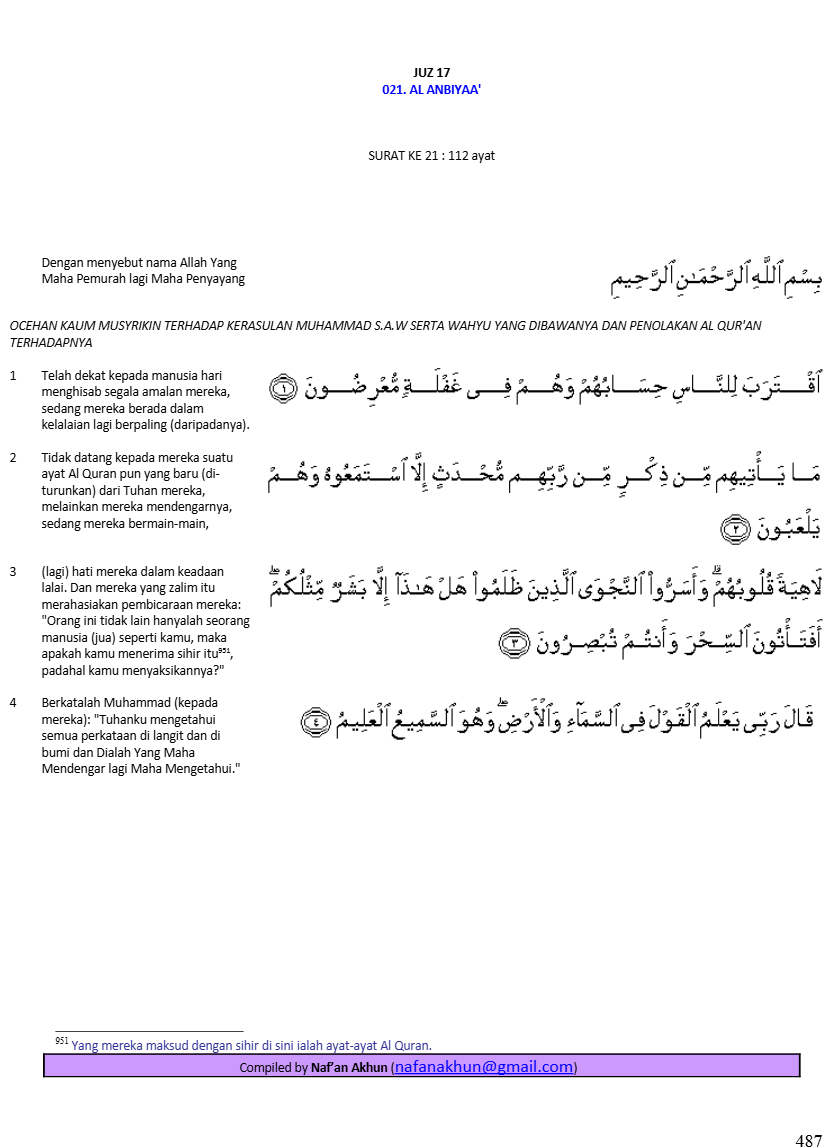 JUZ 17
021. AL ANBIYAA'
SURAT KE 21 : 112 ayat
Dengan menyebut nama Allah Yang
Maha Pemurah lagi Maha Penyayang
بِسْمِ ٱللَّهِ ٱلرَّحْمَـٰنِ ٱلرَّحِيمِ
OCEHAN KAUM MUSYRIKIN TERHADAP KERASULAN MUHAMMAD S.A.W SERTA WAHYU YANG DIBAWANYA DAN PENOLAKAN AL QUR'AN
TERHADAPNYA
1 Telah dekat kepada manusia hari
menghisab segala amalan mereka,
sedang mereka berada dalam
kelalaian lagi berpaling (daripadanya).
ٱقْتَرَبَ لِلنَّاسِ حِسَابُهُمْ وَهُمْ فِى غَفْلَةٍ مُّعْرِضُونَ ١
2 Tidak datang kepada mereka suatu
ayat Al Quran pun yang baru (di-
turunkan) dari Tuhan mereka,
melainkan mereka mendengarnya,
sedang mereka bermain-main,
مَا يَأْتِيهِم مِّن ذِكْرٍ مِّن رَّبِّهِم مُّحْدَثٍ إِلَّا ٱسْتَمَعُوهُ وَهُمْ
يَلْعَبُونَ ٢
3 (lagi) hati mereka dalam keadaan
lalai. Dan mereka yang zalim itu
merahasiakan pembicaraan mereka:
"Orang ini tidak lain hanyalah seorang
manusia (jua) seperti kamu, maka
apakah kamu menerima sihir itu951,
padahal kamu menyaksikannya?"
لَاهِيَةً قُلُوبُهُمْ ۗ وَأَسَرُّوا۟ ٱلنَّجْوَى ٱلَّذِينَ ظَلَمُوا۟ هَلْ هَـٰذَآ إِلَّا بَشَرٌ مِّثْلُكُمْ ۖ
أَفَتَأْتُونَ ٱلسِّحْرَ وَأَنتُمْ تُبْصِرُونَ ٣
4 Berkatalah Muhammad (kepada
mereka): "Tuhanku mengetahui
semua perkataan di langit dan di
bumi dan Dialah Yang Maha
Mendengar lagi Maha Mengetahui."
قَالَ رَبِّى يَعْلَمُ ٱلْقَوْلَ فِى ٱلسَّمَآءِ وَٱلْأَرْضِ ۖ وَهُوَ ٱلسَّمِيعُ ٱلْعَلِيمُ ٤
951 Yang mereka maksud dengan sihir di sini ialah ayat-ayat Al Quran.
Compiled by Naf'an Akhun (nafanakhun@gmail.com)
487